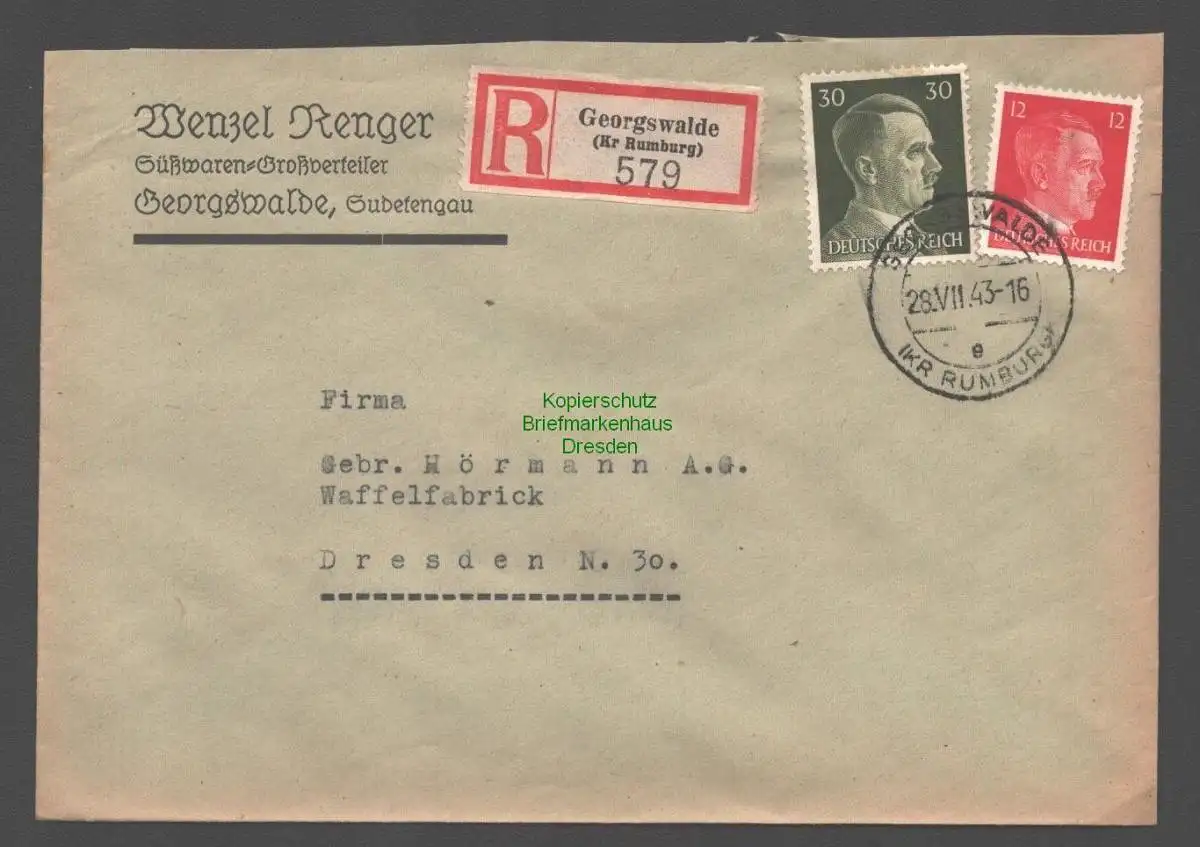 Wenzel Renger
Süßwaren=Großverteiler
Georgswalde, Sudetengau
R
Georgswalde
(Kr Rumburg)
579
30 30
DEUTSCHES REICH
12 12
DEUTSCHES REICH
28.VII.43-16
e
(KR RUMBURG)
Firma
Kopierschutz
Briefmarkenhaus
Dresden
Gebr. Hörmann A.G.
Waffelfabrick
Dresden N. 3o.